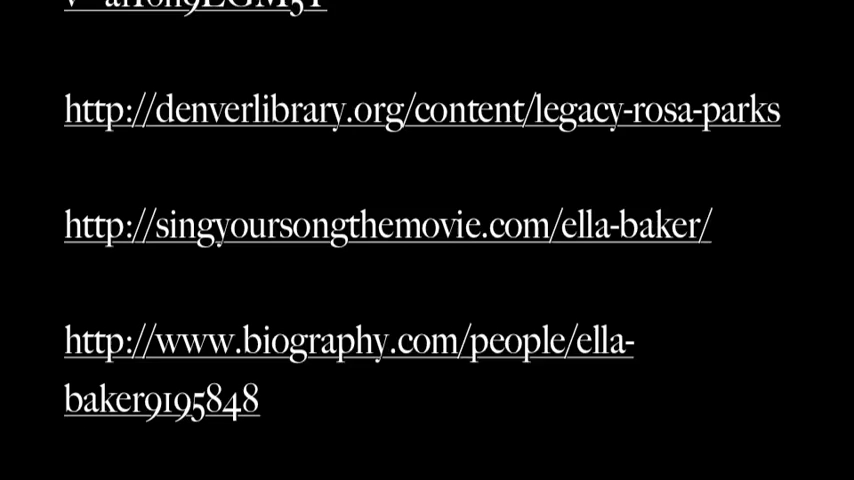 http://denverlibrary.org/content/legacy-rosa-parks
http://singyoursongthemovie.com/ella-baker/
http://www.biography.com/people/ella-
baker9195848